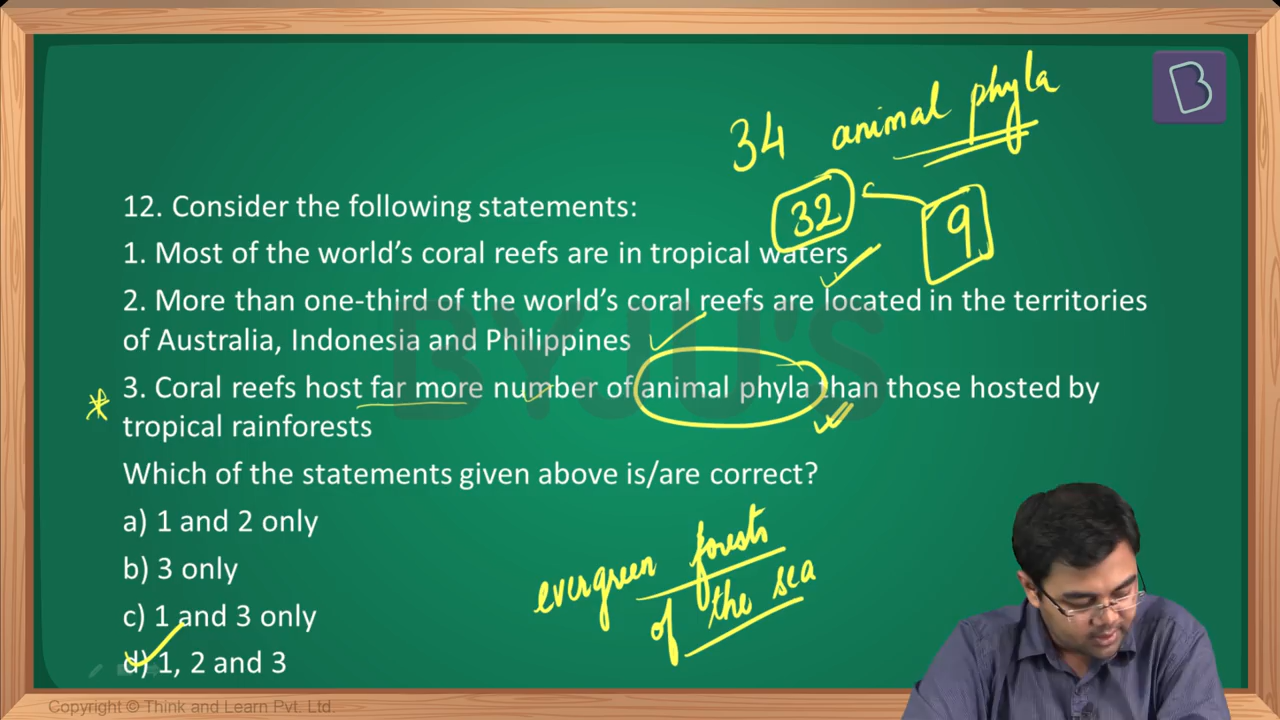 34 animal phyla
32
9
12. Consider the following statements:
1. Most of the world's coral reefs are in tropical waters
2. More than one-third of the world's coral reefs are located in the territories
of Australia, Indonesia and Philippines
BYJU'S
* 3. Coral reefs host far more number of animal phyla than those hosted by
tropical rainforests
Which of the statements given above is/are correct?
a) 1 and 2 only
b) 3 only
c) 1 and 3 only
d) 1, 2 and 3
evergreen forests
of the sea
B
Copyright © Think and Learn Pvt. Ltd.